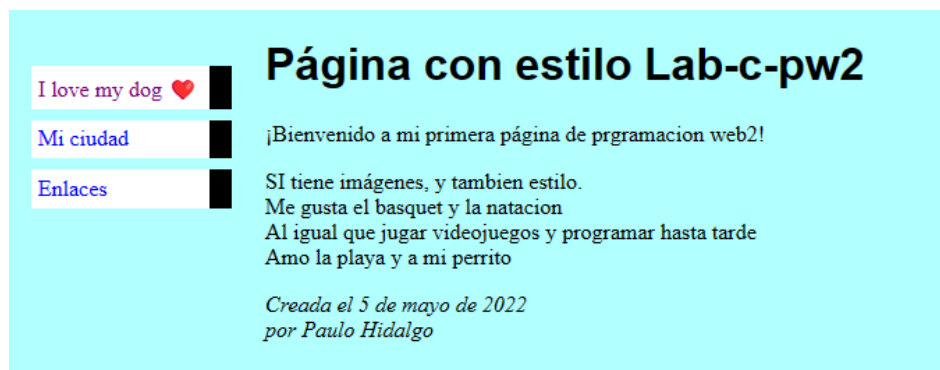 Página con estilo Lab-c-pw2
I love my dog ❤️
Mi ciudad
Enlaces
¡Bienvenido a mi primera página de prgramacion web2!
SI tiene imágenes, y tambien estilo.
Me gusta el basquet y la natacion
Al igual que jugar videojuegos y programar hasta tarde
Amo la playa y a mi perrito
Creada el 5 de mayo de 2022
por Paulo Hidalgo